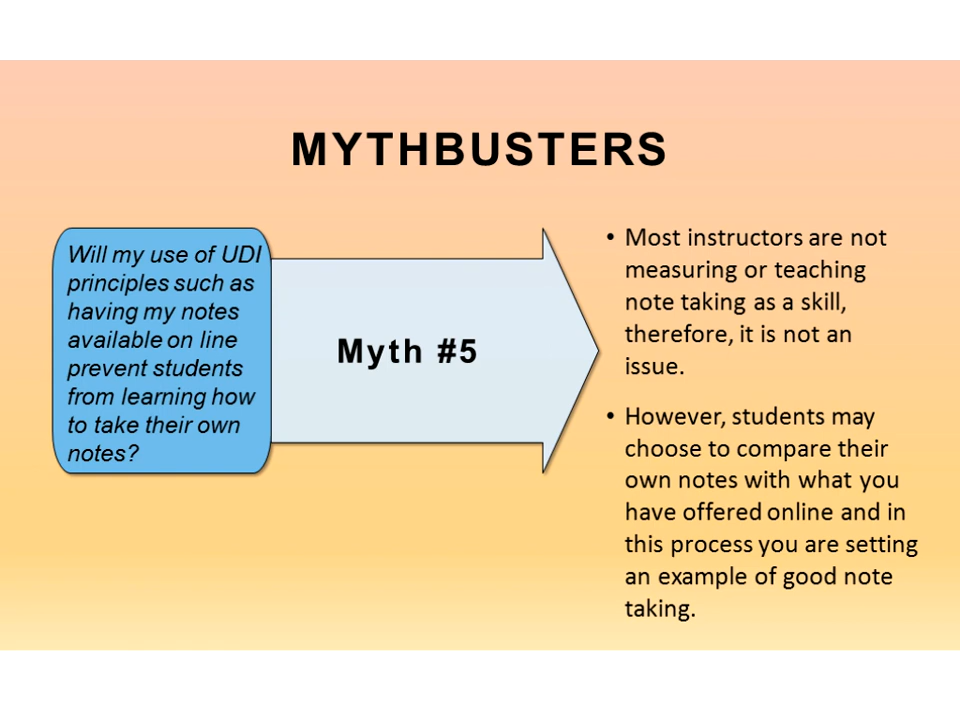 MYTHBUSTERS
Will my use of UDI
principles such as
having my notes
available on line
prevent students
from learning how
to take their own
notes?
Myth #5
• Most instructors are not
measuring or teaching
note taking as a skill,
therefore, it is not an
issue.
• However, students may
choose to compare their
own notes with what you
have offered online and in
this process you are setting
an example of good note
taking.